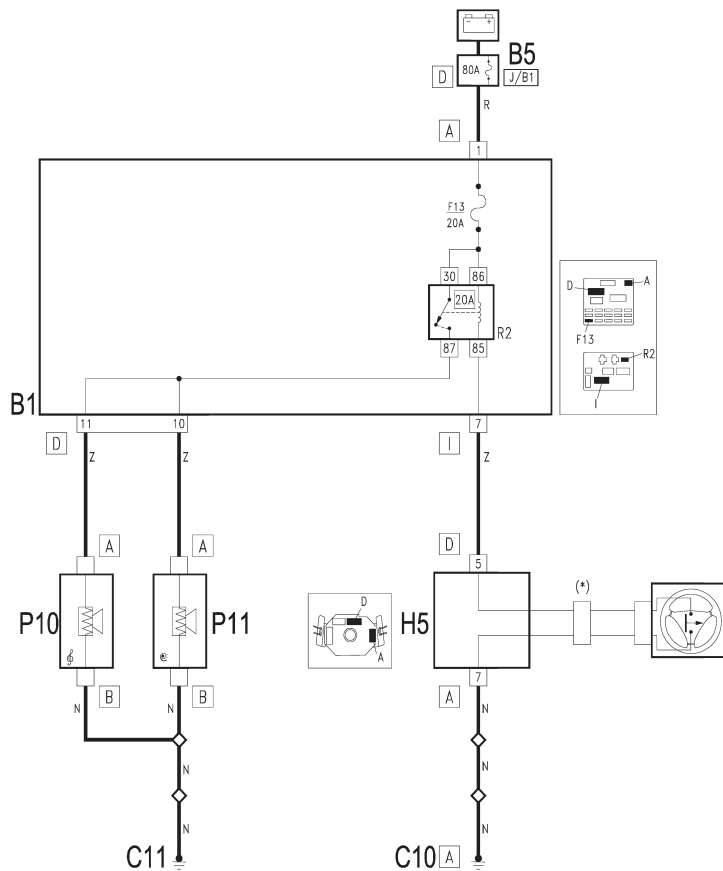 B5
D
80A
J/B1
R
A
1
F13
20A
30
86
20A
R2
87
85
D
A
F13
R2
I
B1
11
10
7
D
Z
Z
I
Z
A
A
D
5
P10
P11
D
A
H5
(*)
B
B
7
N
N
A
N
N
N
N
N
C11
C10
A